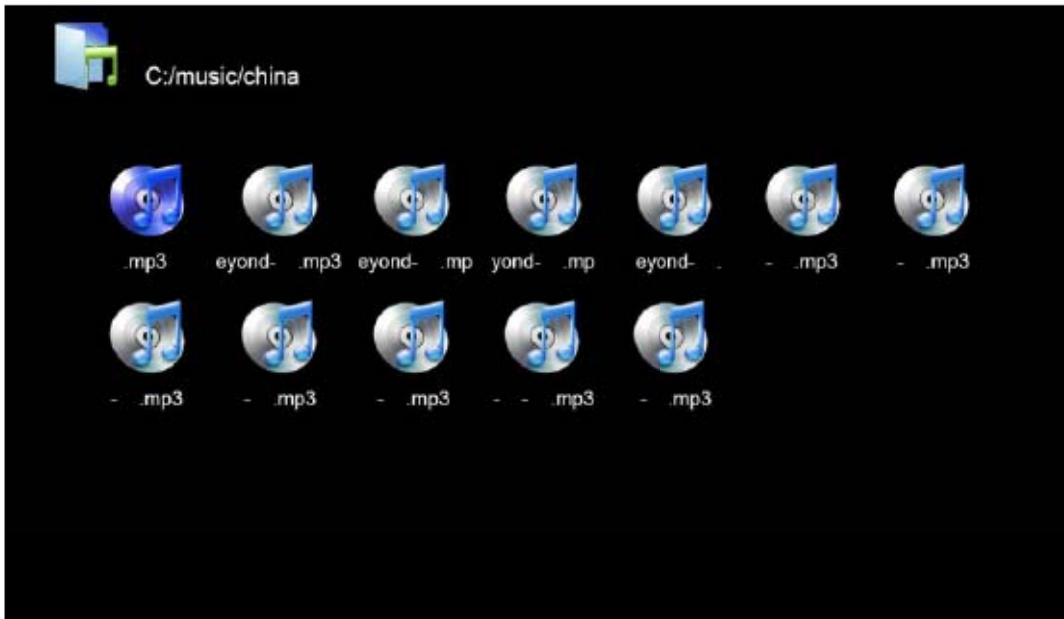 C:/music/china
.mp3 eyond- .mp3 eyond- .mp yond- .mp eyond- . - .mp3 - .mp3
- .mp3 - .mp3 - .mp3 - - .mp3 - .mp3